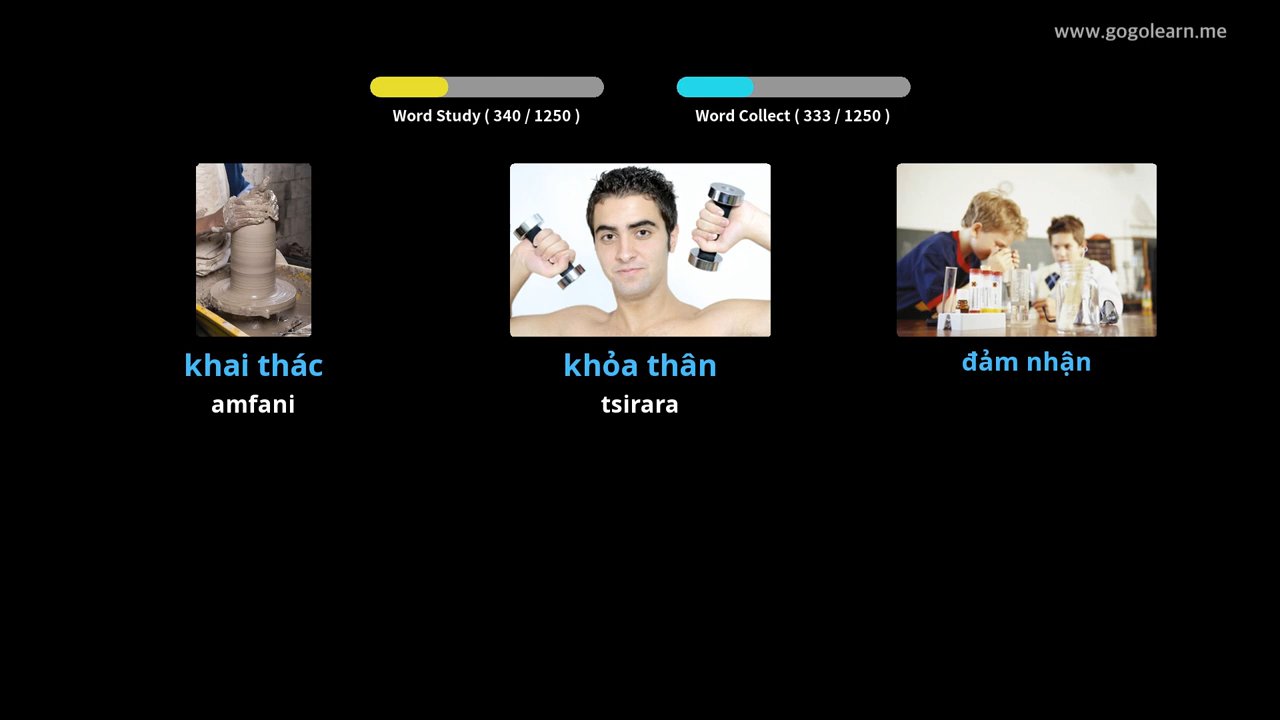 www.gogolearn.me
Word Study ( 340 / 1250 )
Word Collect ( 333 / 1250 )
khai thác
amfani
khỏa thân
tsirara
đảm nhận